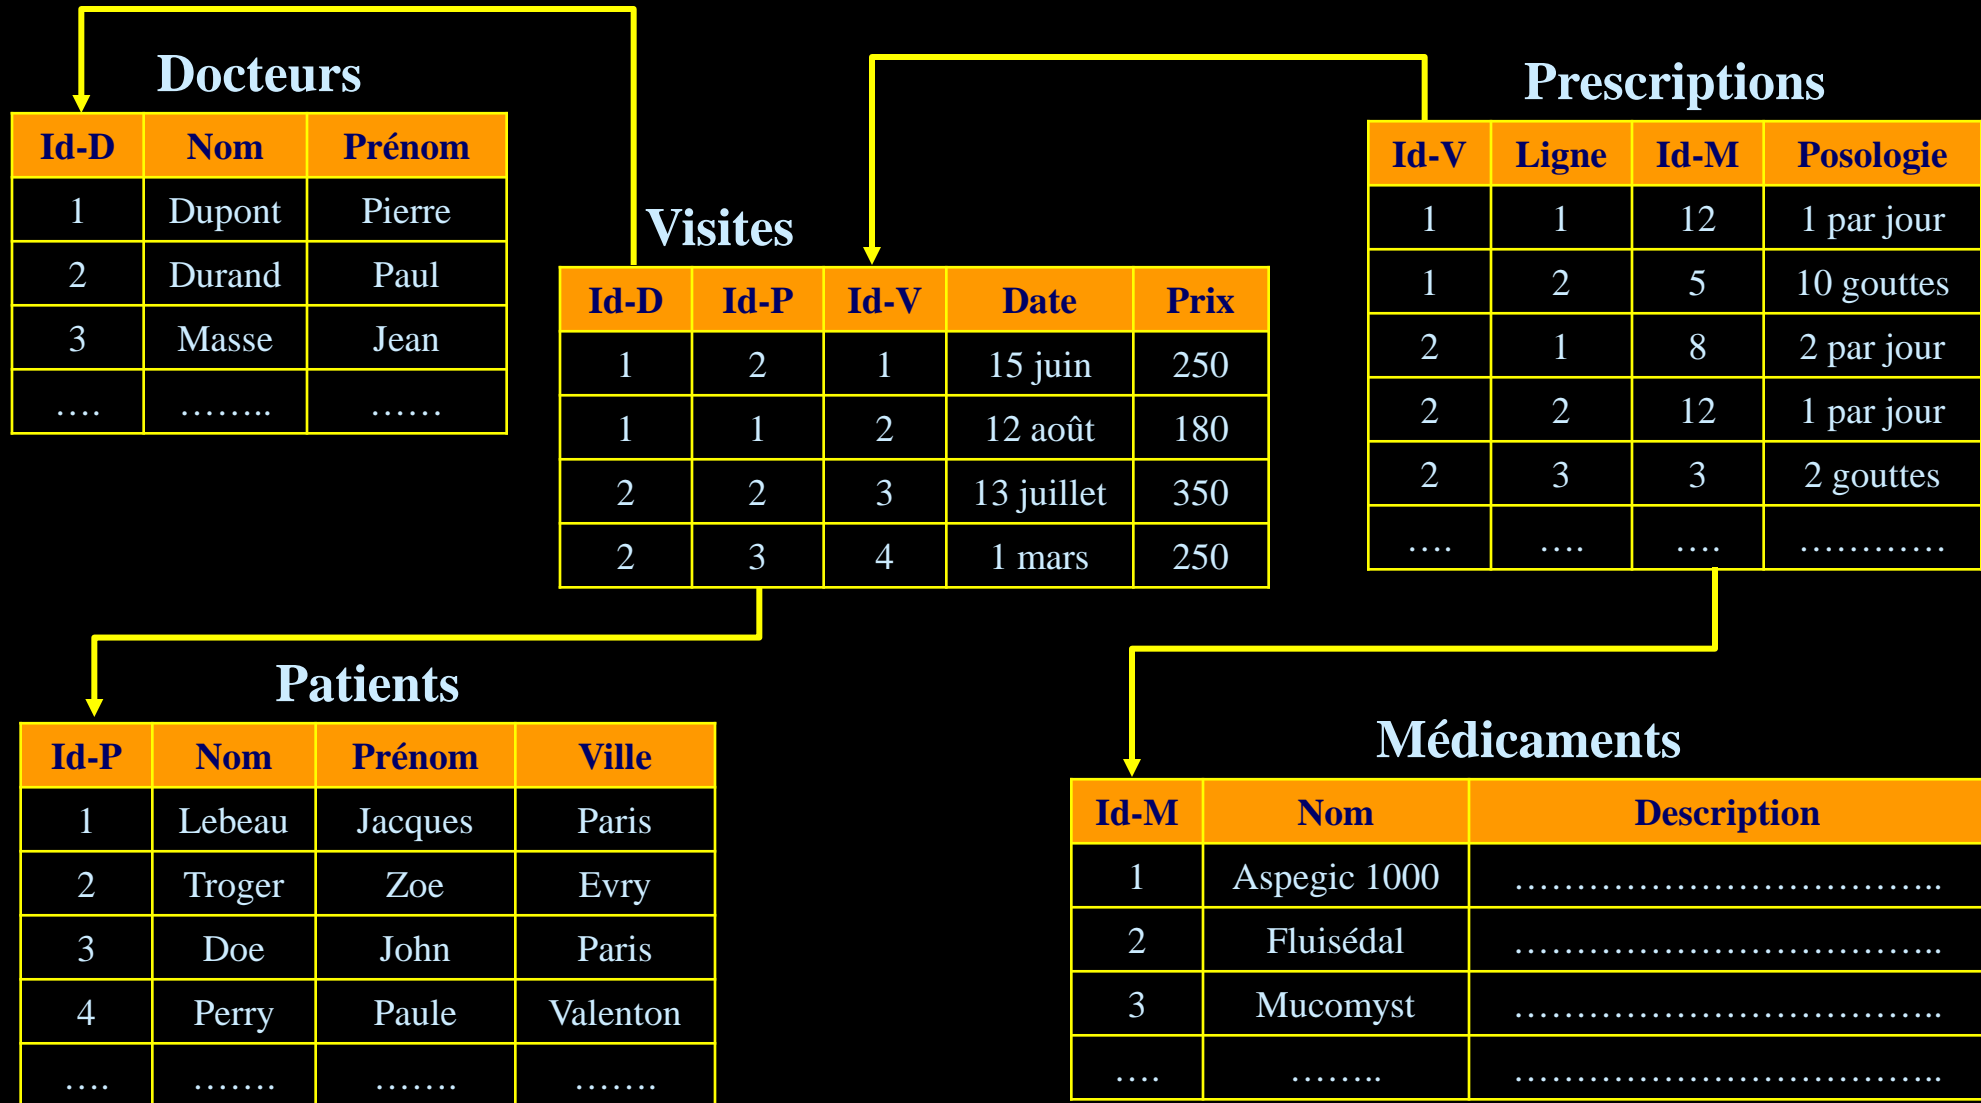 Docteurs
Id-D Nom Prénom
1 Dupont Pierre
2 Durand Paul
3 Masse Jean
…. …….. ……
Visites
Id-D Id-P Id-V Date Prix
1 2 1 15 juin 250
1 1 2 12 août 180
2 2 3 13 juillet 350
2 3 4 1 mars 250
Prescriptions
Id-V Ligne Id-M Posologie
1 1 12 1 par jour
1 2 5 10 gouttes
2 1 8 2 par jour
2 2 12 1 par jour
2 3 3 2 gouttes
…. …. …. …………
Patients
Id-P Nom Prénom Ville
1 Lebeau Jacques Paris
2 Troger Zoe Evry
3 Doe John Paris
4 Perry Paule Valenton
…. ……. ……. …….
Médicaments
Id-M Nom Description
1 Aspegic 1000 ……………………………..
2 Fluisédal ……………………………..
3 Mucomyst ……………………………..
…. …….. ……………………………..